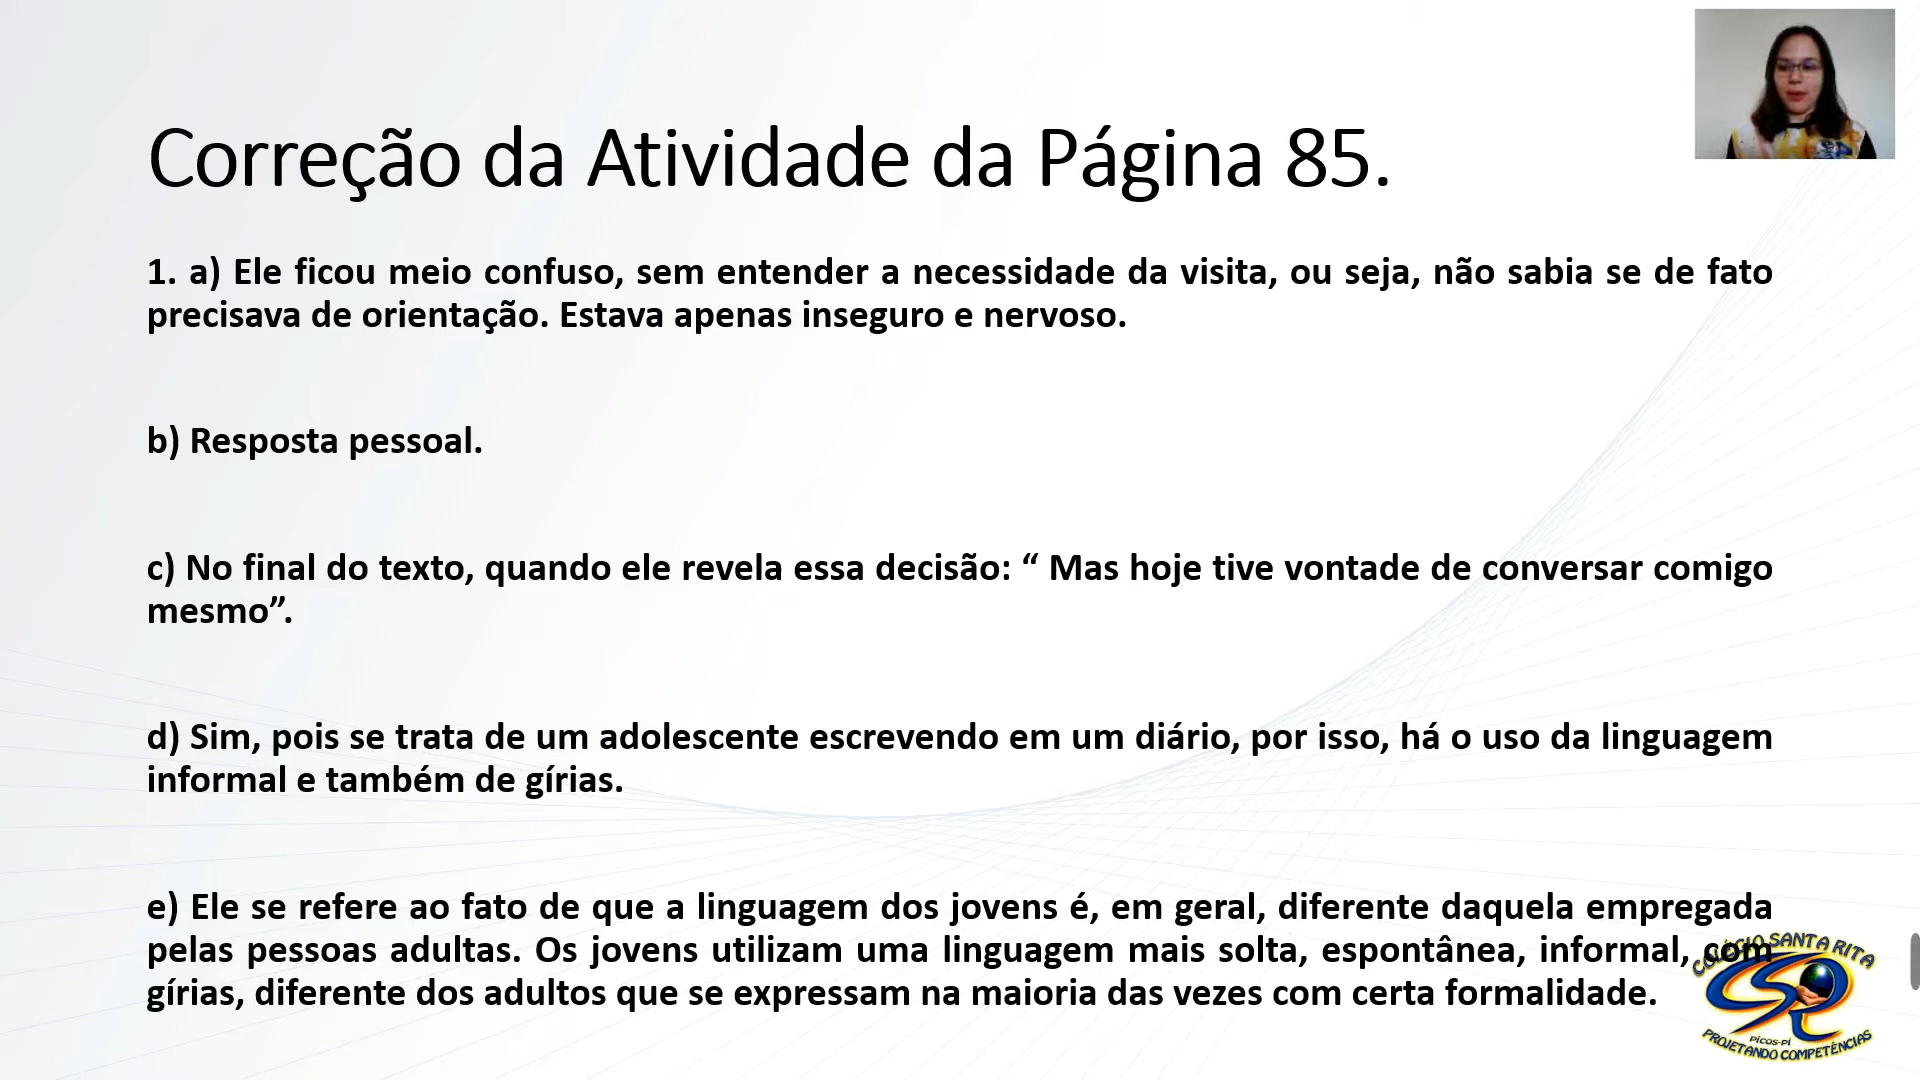 Correção da Atividade da Página 85.
1. a) Ele ficou meio confuso, sem entender a necessidade da visita, ou seja, não sabia se de fato
precisava de orientação. Estava apenas inseguro e nervoso.
b) Resposta pessoal.
c) No final do texto, quando ele revela essa decisão: “ Mas hoje tive vontade de conversar comigo
mesmo”.
d) Sim, pois se trata de um adolescente escrevendo em um diário, por isso, há o uso da linguagem
informal e também de gírias.
e) Ele se refere ao fato de que a linguagem dos jovens é, em geral, diferente daquela empregada
pelas pessoas adultas. Os jovens utilizam uma linguagem mais solta, espontânea, informal, com
gírias, diferente dos adultos que se expressam na maioria das vezes com certa formalidade.
COLÉGIO SANTA RITA
PICOS-PI
PROJETANDO COMPETÊNCIAS